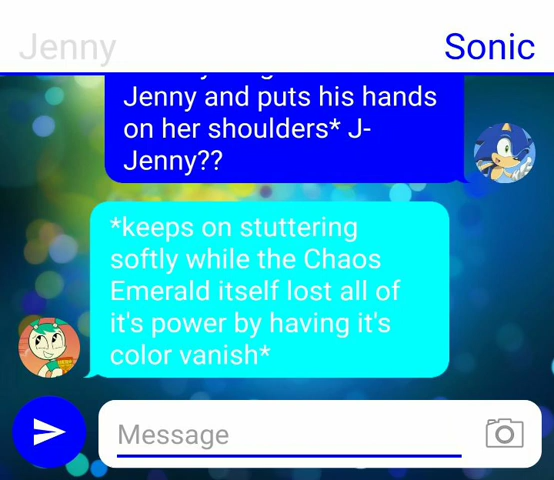 Jenny
Sonic
Jenny and puts his hands
on her shoulders* J-
Jenny??
*keeps on stuttering
softly while the Chaos
Emerald itself lost all of
it's power by having it's
color vanish*
Message